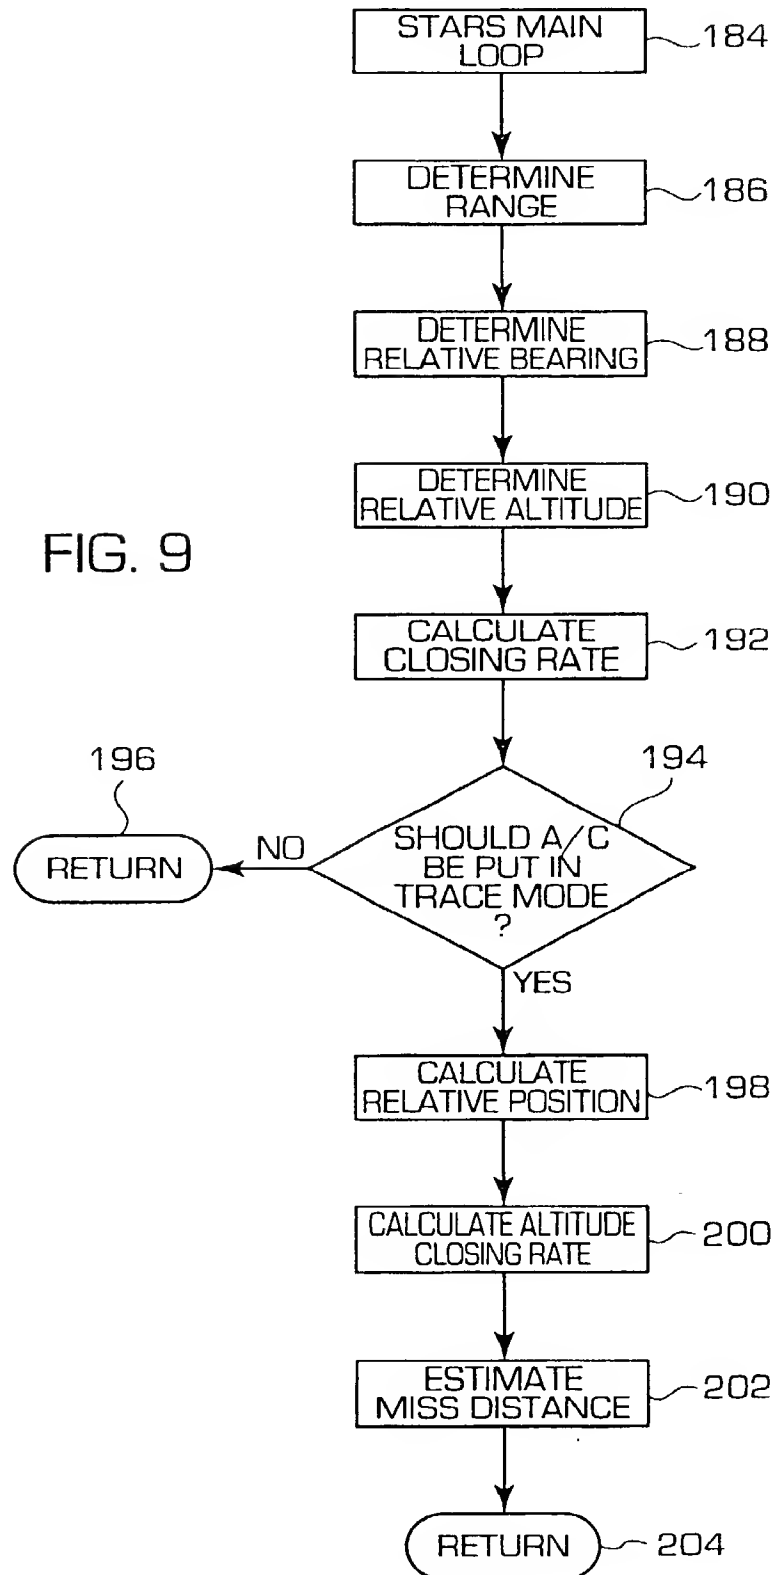 STARS MAIN
LOOP
184
DETERMINE
RANGE
186
DETERMINE
RELATIVE BEARING
188
DETERMINE
RELATIVE ALTITUDE
190
FIG. 9
CALCULATE
CLOSING RATE
192
196
194
RETURN
NO
SHOULD A/C
BE PUT IN
TRACE MODE
?
YES
CALCULATE
RELATIVE POSITION
198
CALCULATE ALTITUDE
CLOSING RATE
200
ESTIMATE
MISS DISTANCE
202
RETURN
204